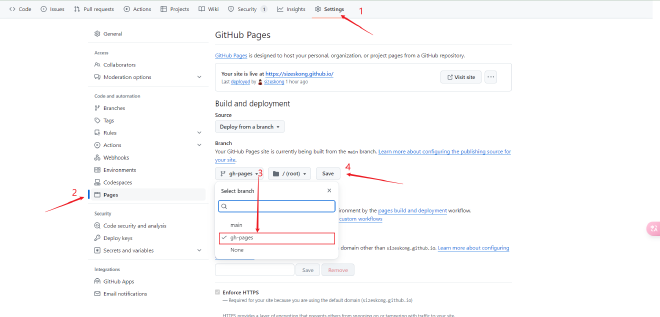 Code Issues Pull requests Actions Projects Wiki Security 1 Insights Settings
1
General
Access
Collaborators
Moderation options
Code and automation
Branches
Tags
Rules
Actions
Webhooks
Environments
Codespaces
2
Pages
Security
Code security and analysis
Deploy keys
Secrets and variables
Integrations
GitHub Apps
Email notifications
GitHub Pages
GitHub Pages is designed to host your personal, organization, or project pages from a GitHub repository.
Your site is live at https://sizeskong.github.io/
Last deployed by sizeskong 1 hour ago
Visit site
Build and deployment
Source
Deploy from a branch
Branch
Your GitHub Pages site is currently being built from the main branch. Learn more about configuring the publishing source for
your site.
gh-pages 3 / (root) Save 4
Select branch
main
gh-pages
None
ironment by the pages build and deployment workflow.
custom workflows
domain other than sizeskong.github.io. Learn more about configuring
Save Remove
Enforce HTTPS
— Required for your site because you are using the default domain (sizeskong.github.io)